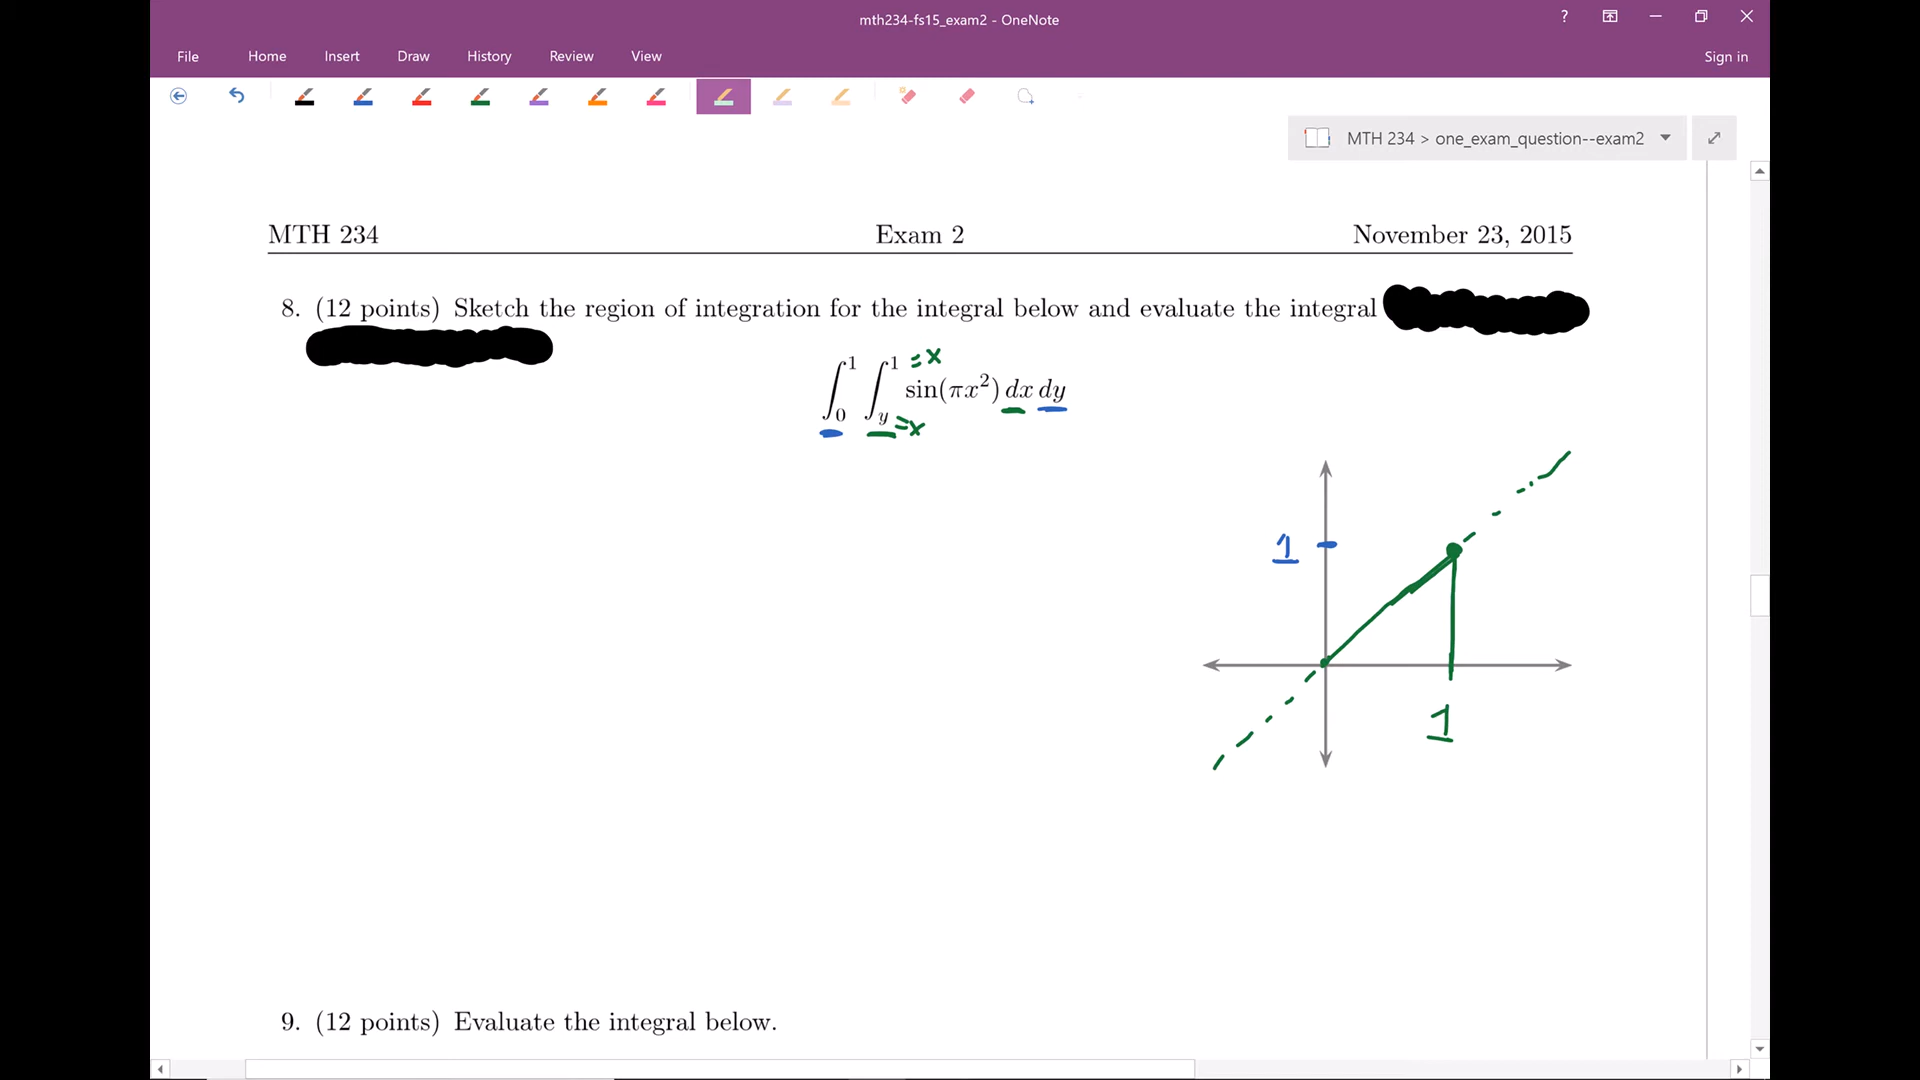 mth234-fs15_exam2 - OneNote
?
File Home Insert Draw History Review View Sign in
MTH 234 > one_exam_question--exam2
MTH 234 Exam 2 November 23, 2015
8. (12 points) Sketch the region of integration for the integral below and evaluate the integral
∫₀¹ ∫_y¹ sin(πx²) dx dy
=x
=x
1
1
9. (12 points) Evaluate the integral below.